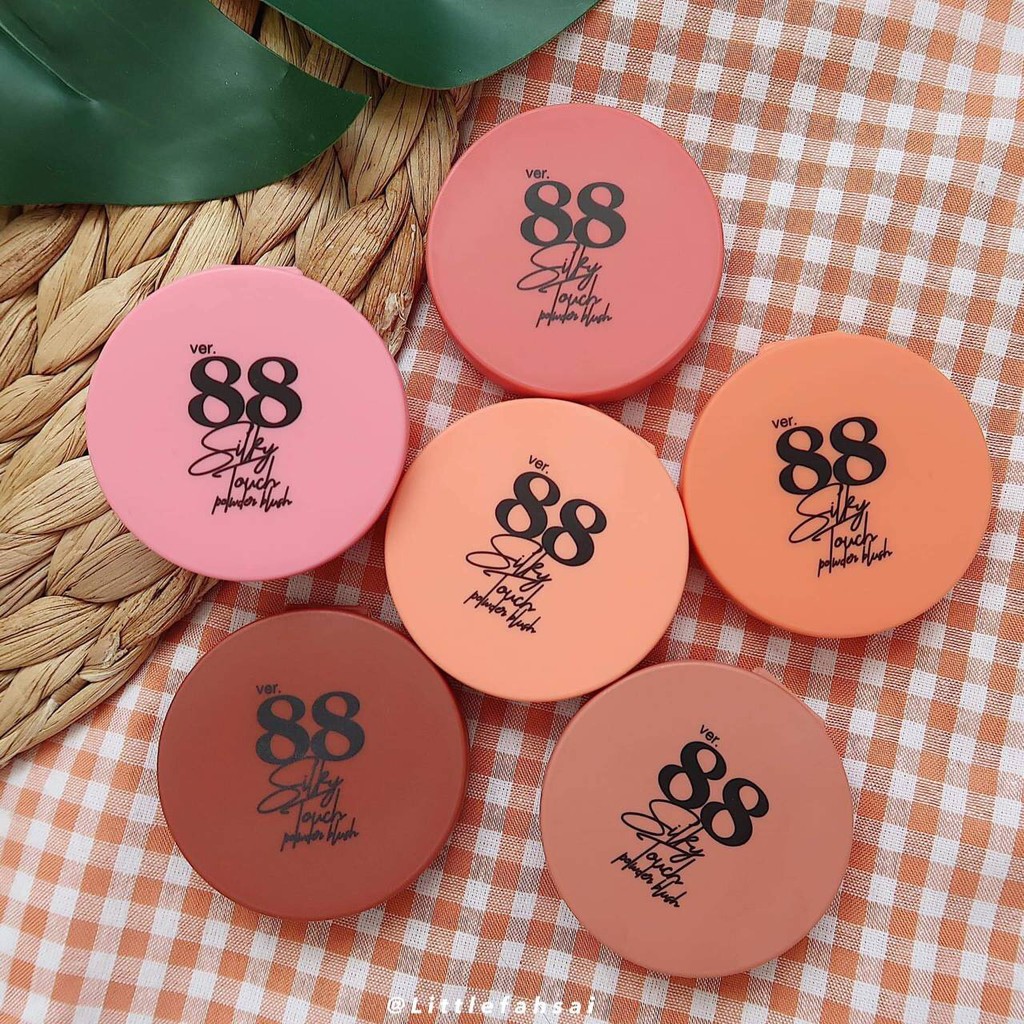 ver.
88
Silky
Touch
powder blush
ver.
88
Silky
Touch
powder blush
ver.
88
Silky
Touch
powder blush
ver.
88
Silky
Touch
powder blush
ver.
88
Silky
Touch
powder blush
ver.
88
Silky
Touch
powder blush
@Littlefahsai